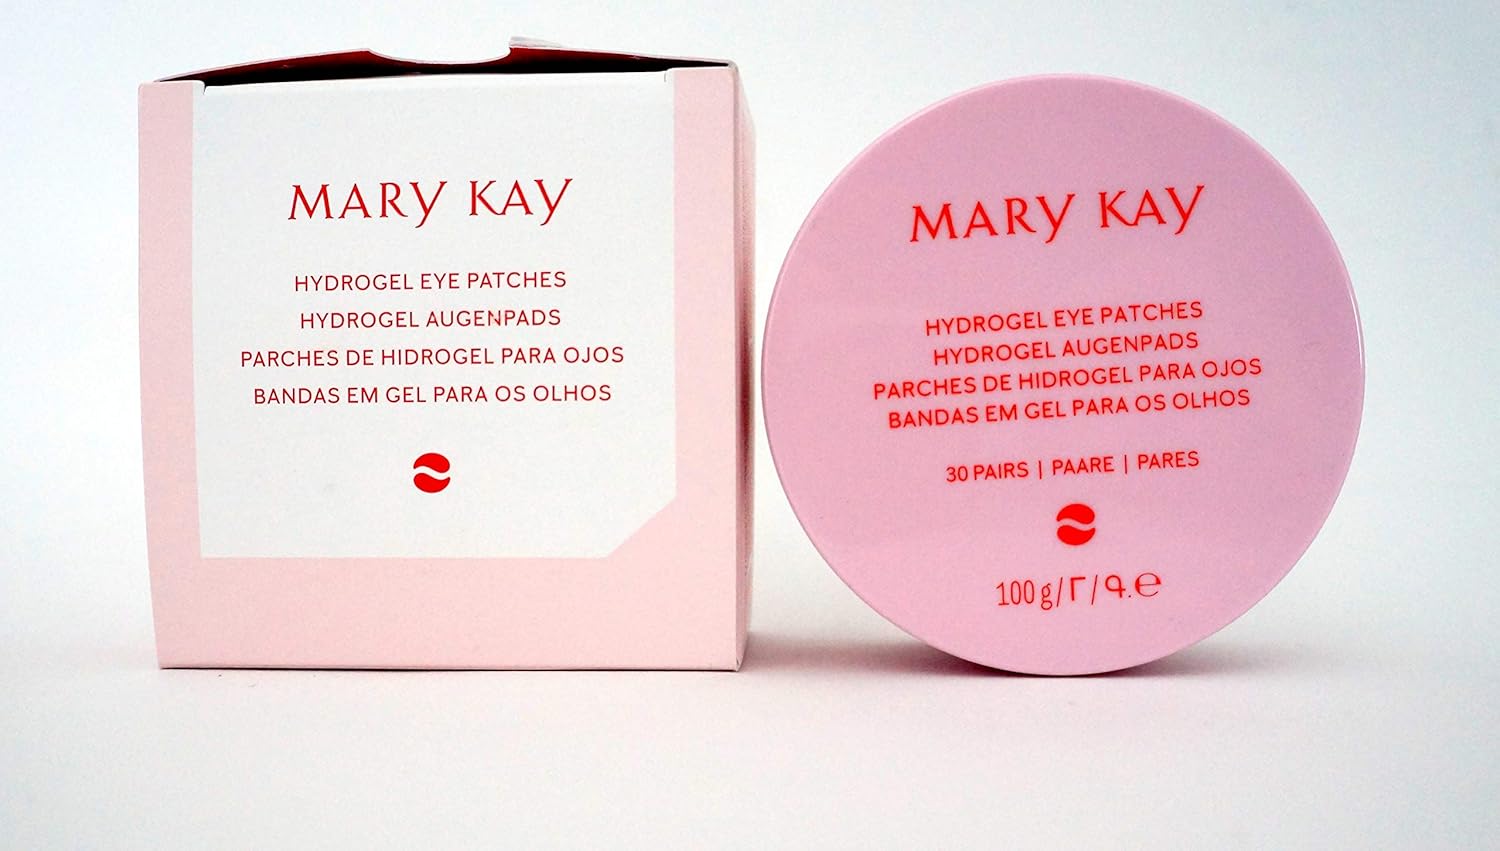 MARY KAY
HYDROGEL EYE PATCHES
HYDROGEL AUGENPADS
PARCHES DE HIDROGEL PARA OJOS
BANDAS EM GEL PARA OS OLHOS
MARY KAY
HYDROGEL EYE PATCHES
HYDROGEL AUGENPADS
PARCHES DE HIDROGEL PARA OJOS
BANDAS EM GEL PARA OS OLHOS
30 PAIRS | PAARE | PARES
100 g/Г/Գ.℮